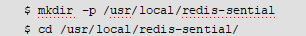 $ mkdir -p /usr/local/redis-sential
$ cd /usr/local/redis-sential/